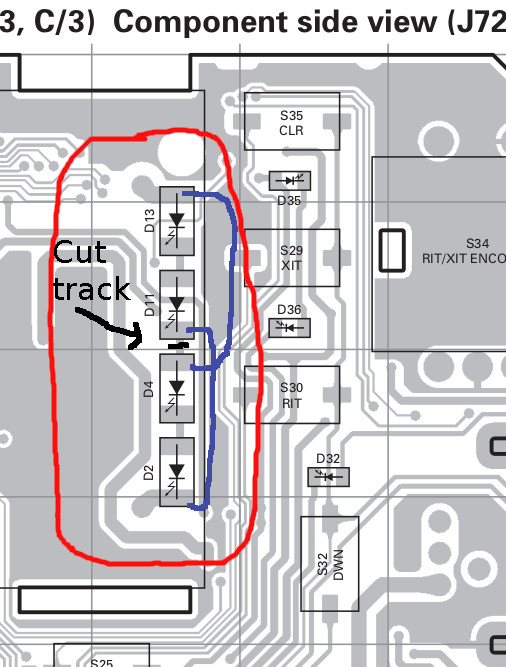 3, C/3) Component side view (J72
S35
CLR
D35
D13
S29
XIT
S34
RIT/XIT ENCO
Cut
track
D11
D36
D4
S30
RIT
D2
D32
S32
DWN
S25